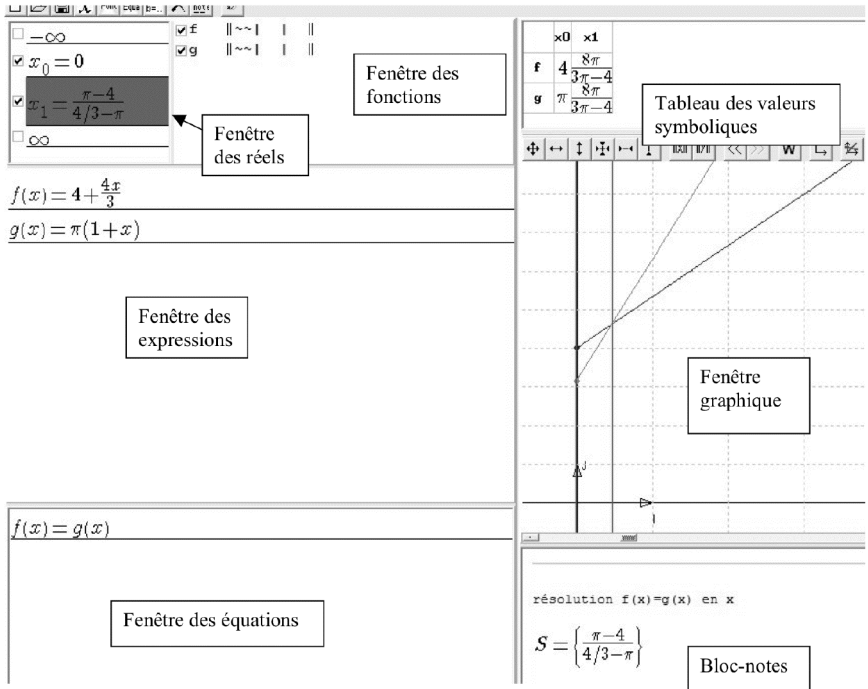 −∞
x₀ = 0
x₁ = (π−4)/(4/3−π)
∞
f
g
Fenêtre des
fonctions
Fenêtre
des réels
x0 x1
f 4 8π/(3π−4)
g π 8π/(3π−4)
Tableau des valeurs
symboliques
f(x) = 4+4x/3
g(x) = π(1+x)
Fenêtre des
expressions
Fenêtre
graphique
J
I
f(x) = g(x)
Fenêtre des équations
résolution f(x)=g(x) en x
S = {(π−4)/(4/3−π)}
Bloc-notes